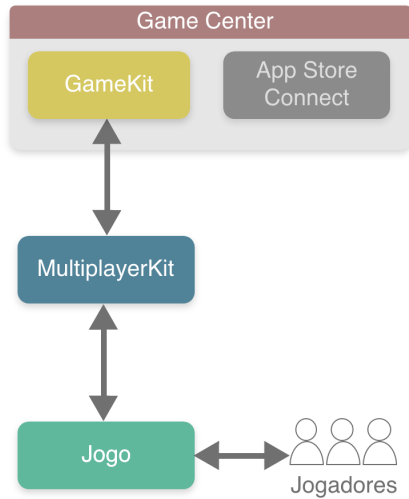 Game Center
GameKit
App Store
Connect
MultiplayerKit
Jogo
Jogadores